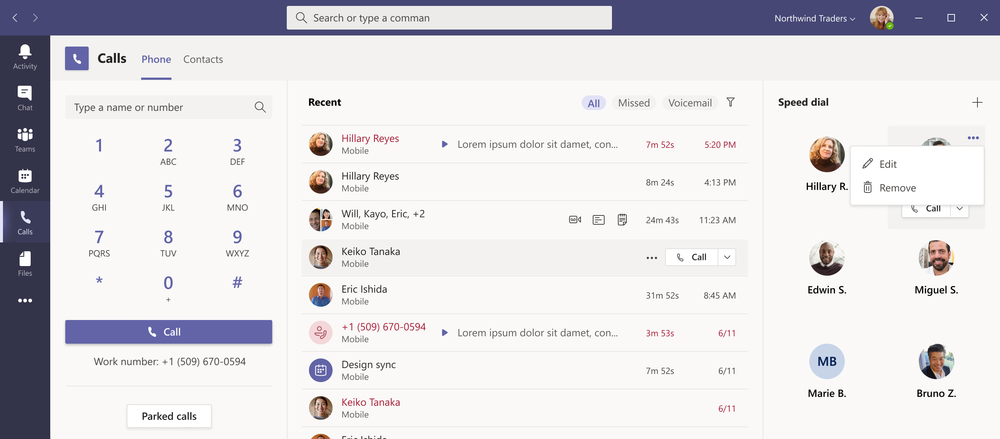 Search or type a comman
Northwind Traders
Activity
Chat
Teams
Calendar
Calls
Files
Calls
Phone
Contacts
Type a name or number
1
2
3
ABC
DEF
4
5
6
GHI
JKL
MNO
7
8
9
PQRS
TUV
WXYZ
*
0
#
+
Call
Work number: +1 (509) 670-0594
Parked calls
Recent
All
Missed
Voicemail
Hillary Reyes
Mobile
Lorem ipsum dolor sit damet, con...
7m 52s
5:20 PM
Hillary Reyes
Mobile
8m 24s
4:13 PM
Will, Kayo, Eric, +2
Mobile
24m 43s
11:23 AM
Keiko Tanaka
Mobile
Call
Eric Ishida
Mobile
31m 52s
8:45 AM
+1 (509) 670-0594
Mobile
Lorem ipsum dolor sit damet, con...
3m 53s
6/11
Design sync
Mobile
7m 52s
6/11
Keiko Tanaka
Mobile
6/11
Eric Ishida
Speed dial
Hillary R.
Edit
Remove
Call
Edwin S.
Miguel S.
MB
Marie B.
Bruno Z.